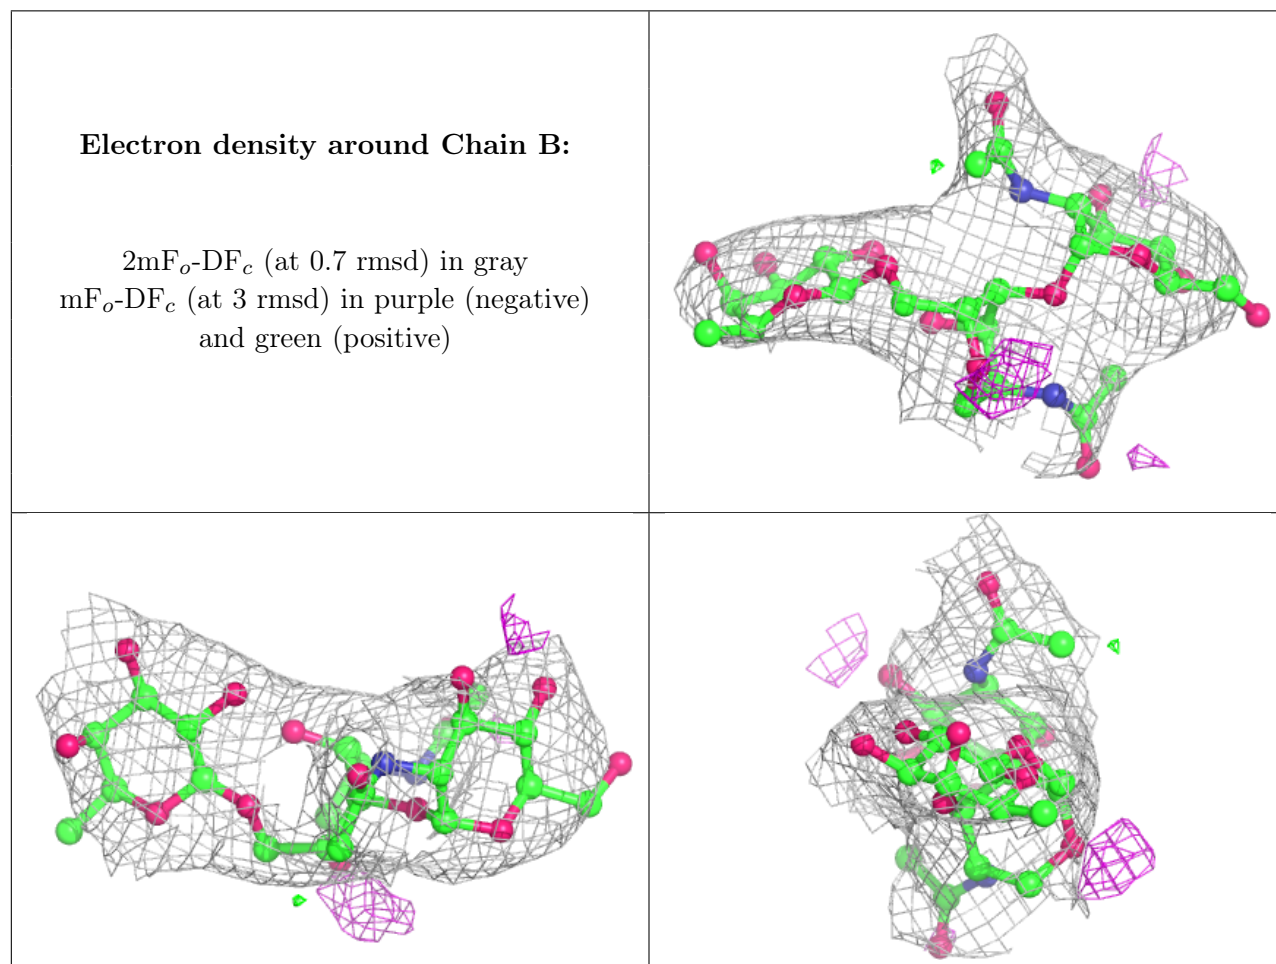 Electron density around Chain B:
2mFo-DFc (at 0.7 rmsd) in gray
mFo-DFc (at 3 rmsd) in purple (negative)
and green (positive)